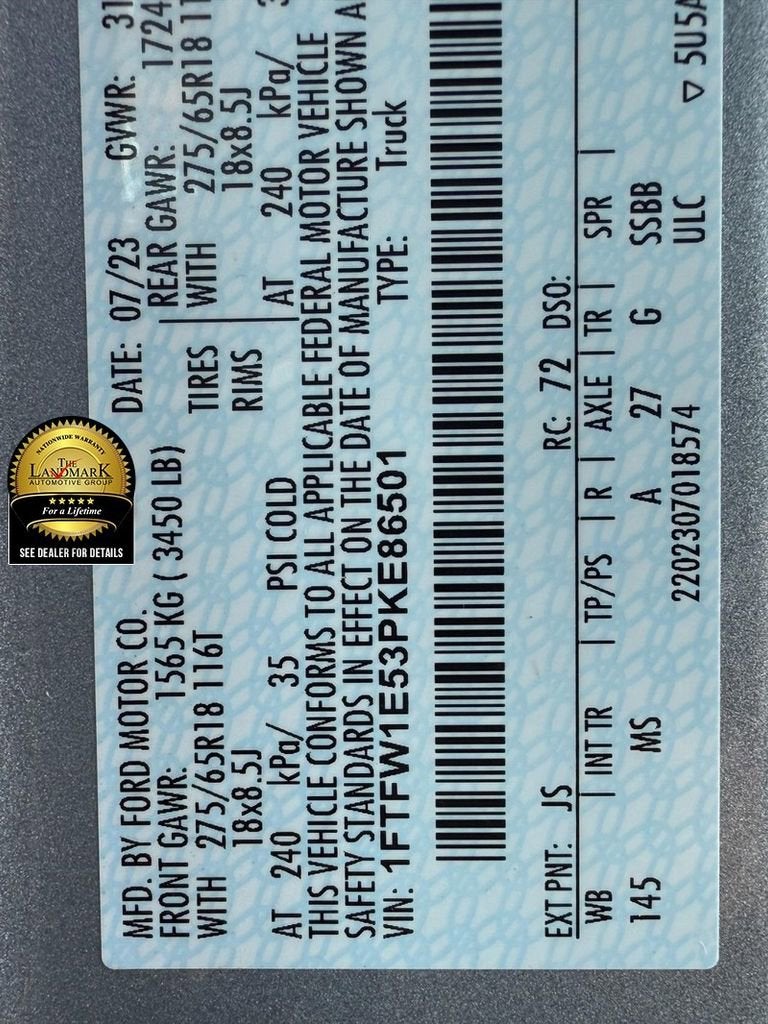 MFD. BY FORD MOTOR CO.
DATE: 07/23 GVWR: 31
FRONT GAWR: 1565 KG ( 3450 LB)
REAR GAWR: 1724
WITH 275/65R18 116T
TIRES
WITH 275/65R18 11
18x8.5J
RIMS
18x8.5J
AT 240 kPa/ 35 PSI COLD
AT 240 kPa/
THIS VEHICLE CONFORMS TO ALL APPLICABLE FEDERAL MOTOR VEHICLE
SAFETY STANDARDS IN EFFECT ON THE DATE OF MANUFACTURE SHOWN A
VIN: 1FTFW1E53PKE86501
TYPE: Truck
EXT PNT: JS RC: 72 DSO:
WB | INT TR | TP/PS | R | AXLE | TR | SPR |
145 MS A 27 G SSBB
2202307018574 ULC
▽ 5U5A
NATIONWIDE WARRANTY
THE
LANDMARK
AUTOMOTIVE GROUP
★★★★★
For a Lifetime
SEE DEALER FOR DETAILS